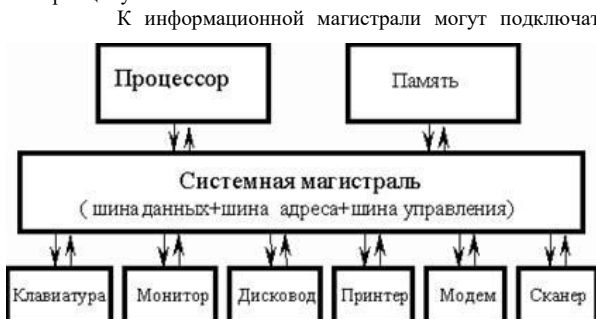 К информационной магистрали могут подключат
Процессор
Память
Системная магистраль
( шина данных+шина адреса+шина управления)
Клавиатура
Монитор
Дисковод
Принтер
Модем
Сканер